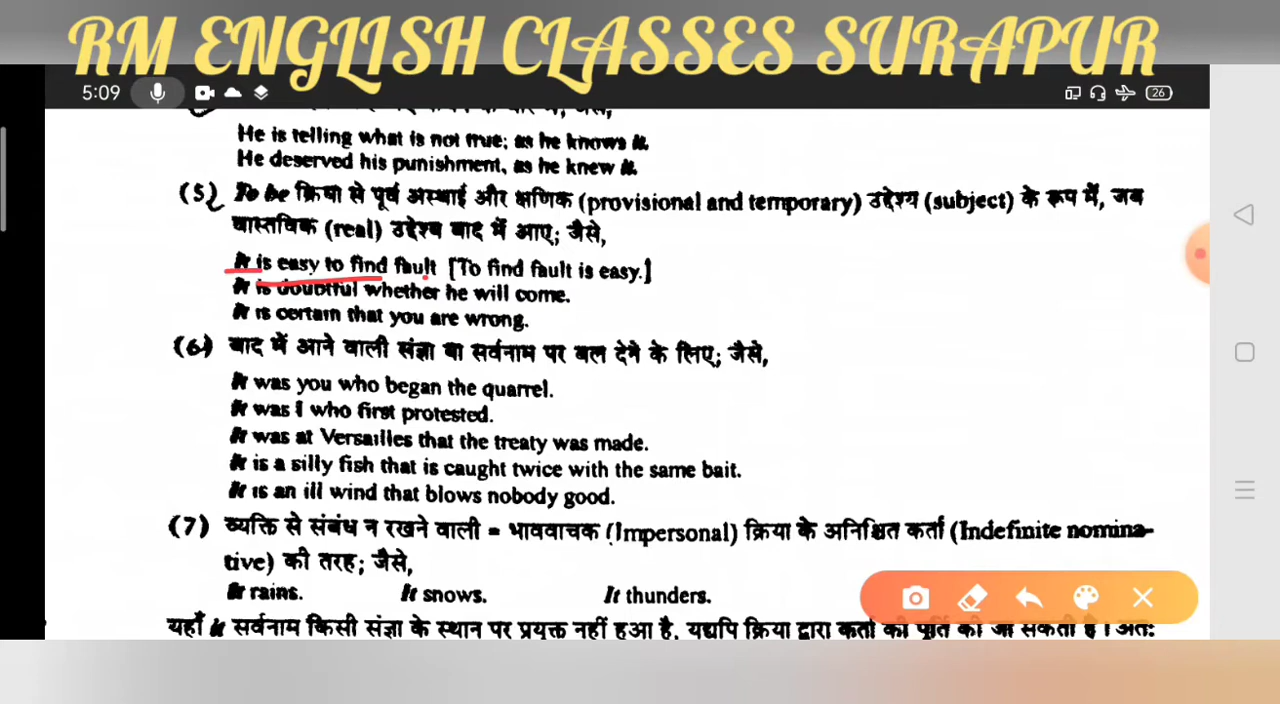 RM ENGLISH CLASSES SURAPUR
5:09
26
He is telling what is not true; as he knows it.
He deserved his punishment, as he knew it.
(5) To be क्रिया से पूर्व अस्थाई और क्षणिक (provisional and temporary) उद्देश्य (subject) के रूप में, जब
वास्तविक (real) उद्देश्य बाद में आए; जैसे,
It is easy to find fault [To find fault is easy.]
It is doubtful whether he will come.
It is certain that you are wrong.
(6) बाद में आने वाली संज्ञा या सर्वनाम पर बल देने के लिए; जैसे,
It was you who began the quarrel.
It was I who first protested.
It was at Versailles that the treaty was made.
It is a silly fish that is caught twice with the same bait.
It is an ill wind that blows nobody good.
(7) व्यक्ति से संबंध न रखने वाली = भाववाचक (Impersonal) क्रिया के अनिश्चित कर्ता (Indefinite nomina-
tive) की तरह; जैसे,
It rains. It snows. It thunders.
यहाँ it सर्वनाम किसी संज्ञा के स्थान पर प्रयुक्त नहीं हुआ है, यद्यपि क्रिया द्वारा कर्ता की पूर्ति की जा सकती है। अतः